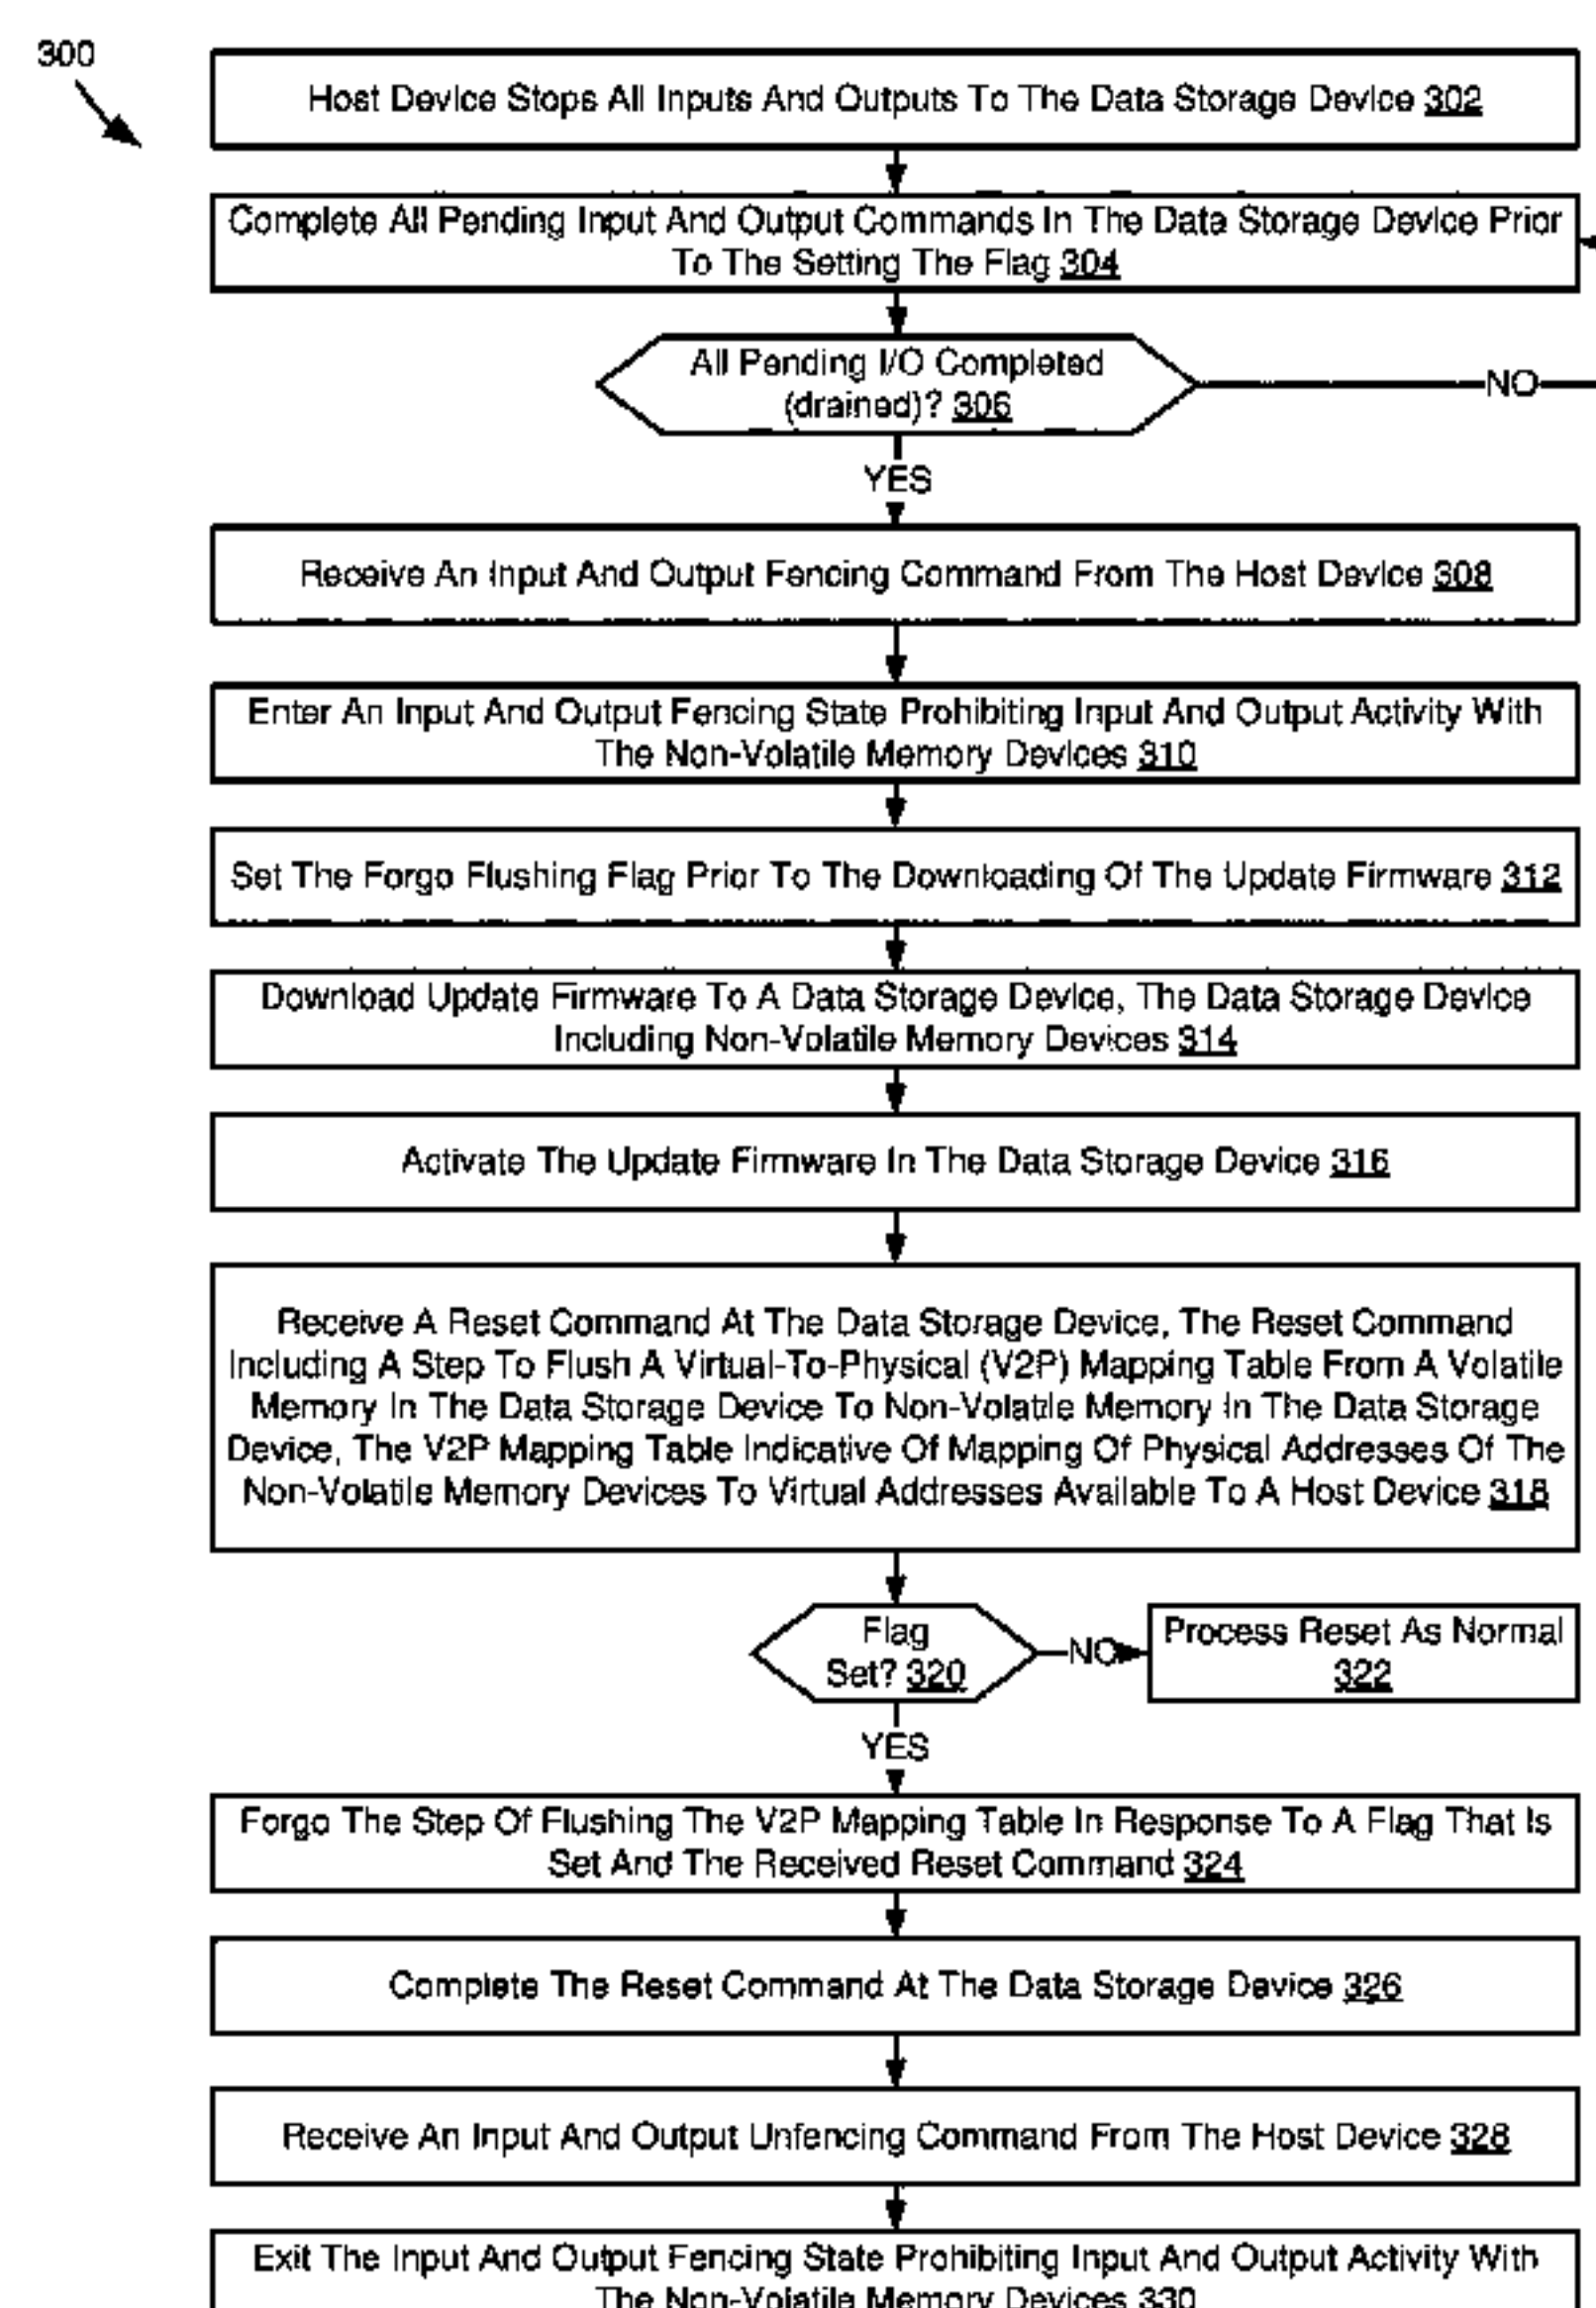 300
Host Device Stops All Inputs And Outputs To The Data Storage Device 302
Complete All Pending Input And Output Commands In The Data Storage Device Prior
To The Setting The Flag 304
All Pending I/O Completed
(drained)? 306
NO
YES
Receive An Input And Output Fencing Command From The Host Device 308
Enter An Input And Output Fencing State Prohibiting Input And Output Activity With
The Non-Volatile Memory Devices 310
Set The Forgo Flushing Flag Prior To The Downloading Of The Update Firmware 312
Download Update Firmware To A Data Storage Device, The Data Storage Device
Including Non-Volatile Memory Devices 314
Activate The Update Firmware In The Data Storage Device 316
Receive A Reset Command At The Data Storage Device, The Reset Command
Including A Step To Flush A Virtual-To-Physical (V2P) Mapping Table From A Volatile
Memory In The Data Storage Device To Non-Volatile Memory In The Data Storage
Device, The V2P Mapping Table Indicative Of Mapping Of Physical Addresses Of The
Non-Volatile Memory Devices To Virtual Addresses Available To A Host Device 318
Flag
Set? 320
NO
Process Reset As Normal
322
YES
Forgo The Step Of Flushing The V2P Mapping Table In Response To A Flag That Is
Set And The Received Reset Command 324
Complete The Reset Command At The Data Storage Device 326
Receive An Input And Output Unfencing Command From The Host Device 328
Exit The Input And Output Fencing State Prohibiting Input And Output Activity With
The Non-Volatile Memory Devices 330